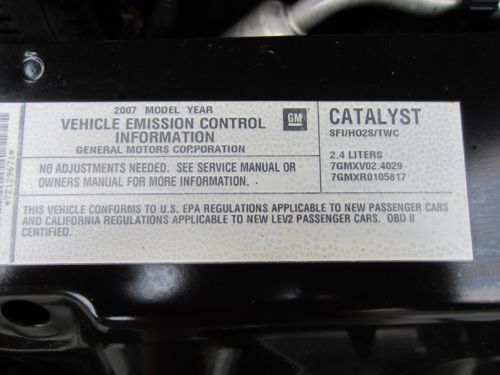 2007 MODEL YEAR
VEHICLE EMISSION CONTROL
INFORMATION
GENERAL MOTORS CORPORATION
GM
CATALYST
SFI/HO2S/TWC
2.4 LITERS
7GMXV02.4029
7GMXR0105817
NO ADJUSTMENTS NEEDED. SEE SERVICE MANUAL OR
OWNERS MANUAL FOR MORE INFORMATION.
THIS VEHICLE CONFORMS TO U.S. EPA REGULATIONS APPLICABLE TO NEW PASSENGER CARS
AND CALIFORNIA REGULATIONS APPLICABLE TO NEW LEV2 PASSENGER CARS. OBD II
CERTIFIED.
*72129671*